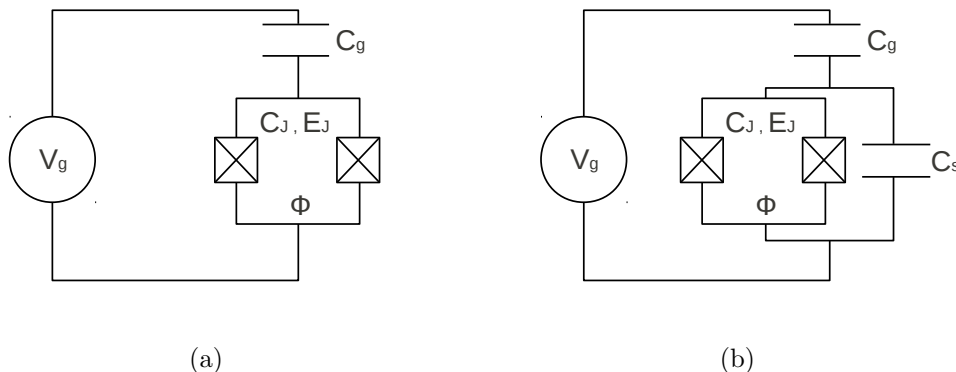 Cg
CJ , EJ
Vg
Φ
(a)
Cg
CJ , EJ
Vg
Cs
Φ
(b)